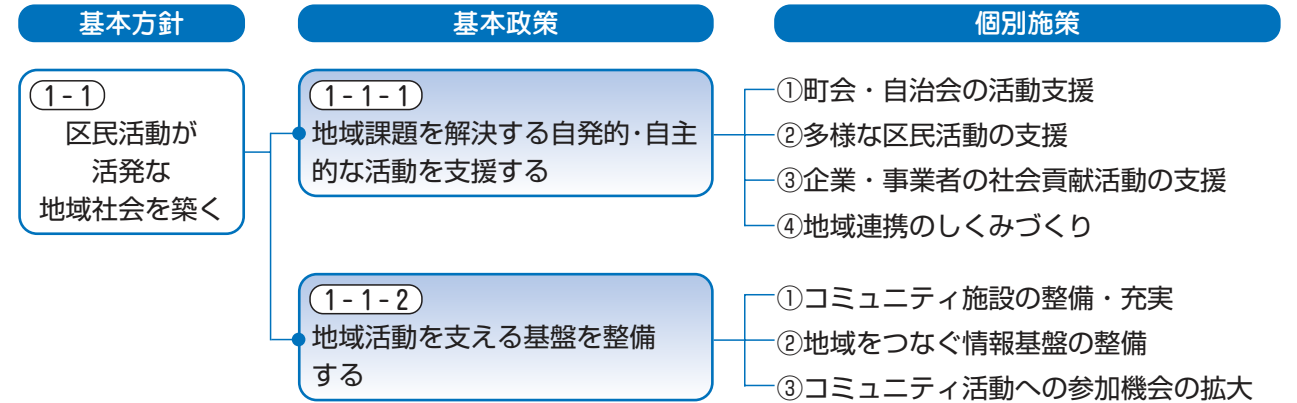 基本方針
基本政策
個別施策
1-1
区民活動が
活発な
地域社会を築く
1-1-1
地域課題を解決する自発的・自主
的な活動を支援する
①町会・自治会の活動支援
②多様な区民活動の支援
③企業・事業者の社会貢献活動の支援
④地域連携のしくみづくり
1-1-2
地域活動を支える基盤を整備
する
①コミュニティ施設の整備・充実
②地域をつなぐ情報基盤の整備
③コミュニティ活動への参加機会の拡大